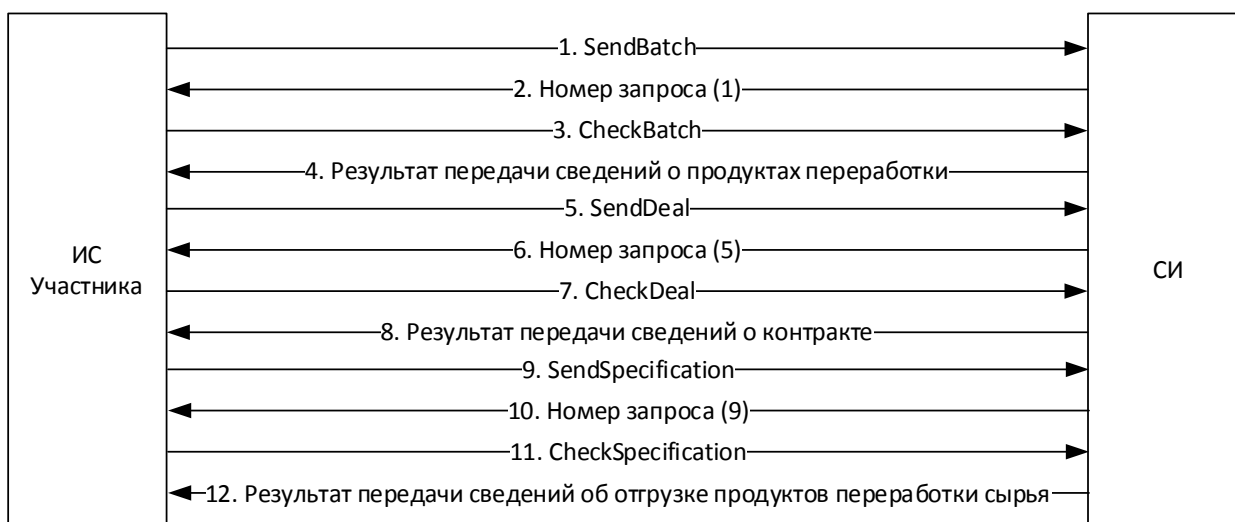 1. SendBatch
2. Номер запроса (1)
3. CheckBatch
4. Результат передачи сведений о продуктах переработки
5. SendDeal
6. Номер запроса (5)
ИС
Участника
СИ
7. CheckDeal
8. Результат передачи сведений о контракте
9. SendSpecification
10. Номер запроса (9)
11. CheckSpecification
12. Результат передачи сведений об отгрузке продуктов переработки сырья